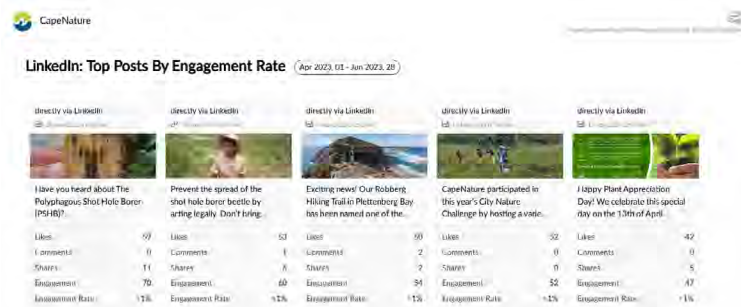 CapeNature
LinkedIn: Top Posts By Engagement Rate
Apr 2023, 01 - Jun 2023, 28
directly via LinkedIn
Have you heard about The
Polyphagous Shot Hole Borer
(PSHB)?...
Likes 59
Comments 0
Shares 11
Engagement 70
Engagement Rate <1%
directly via LinkedIn
Prevent the spread of the
shot hole borer beetle by
acting legally. Don't bring...
Likes 53
Comments 1
Shares 6
Engagement 60
Engagement Rate <1%
directly via LinkedIn
Exciting news! Our Robberg
Hiking Trail in Plettenberg Bay
has been named one of the...
Likes 50
Comments 2
Shares 2
Engagement 54
Engagement Rate <1%
directly via LinkedIn
CapeNature participated in
this year's City Nature
Challenge by hosting a varie...
Likes 52
Comments 0
Shares 0
Engagement 52
Engagement Rate <1%
directly via LinkedIn
Happy Plant Appreciation
Day! We celebrate this special
day on the 13th of April...
Likes 42
Comments 0
Shares 5
Engagement 47
Engagement Rate <1%